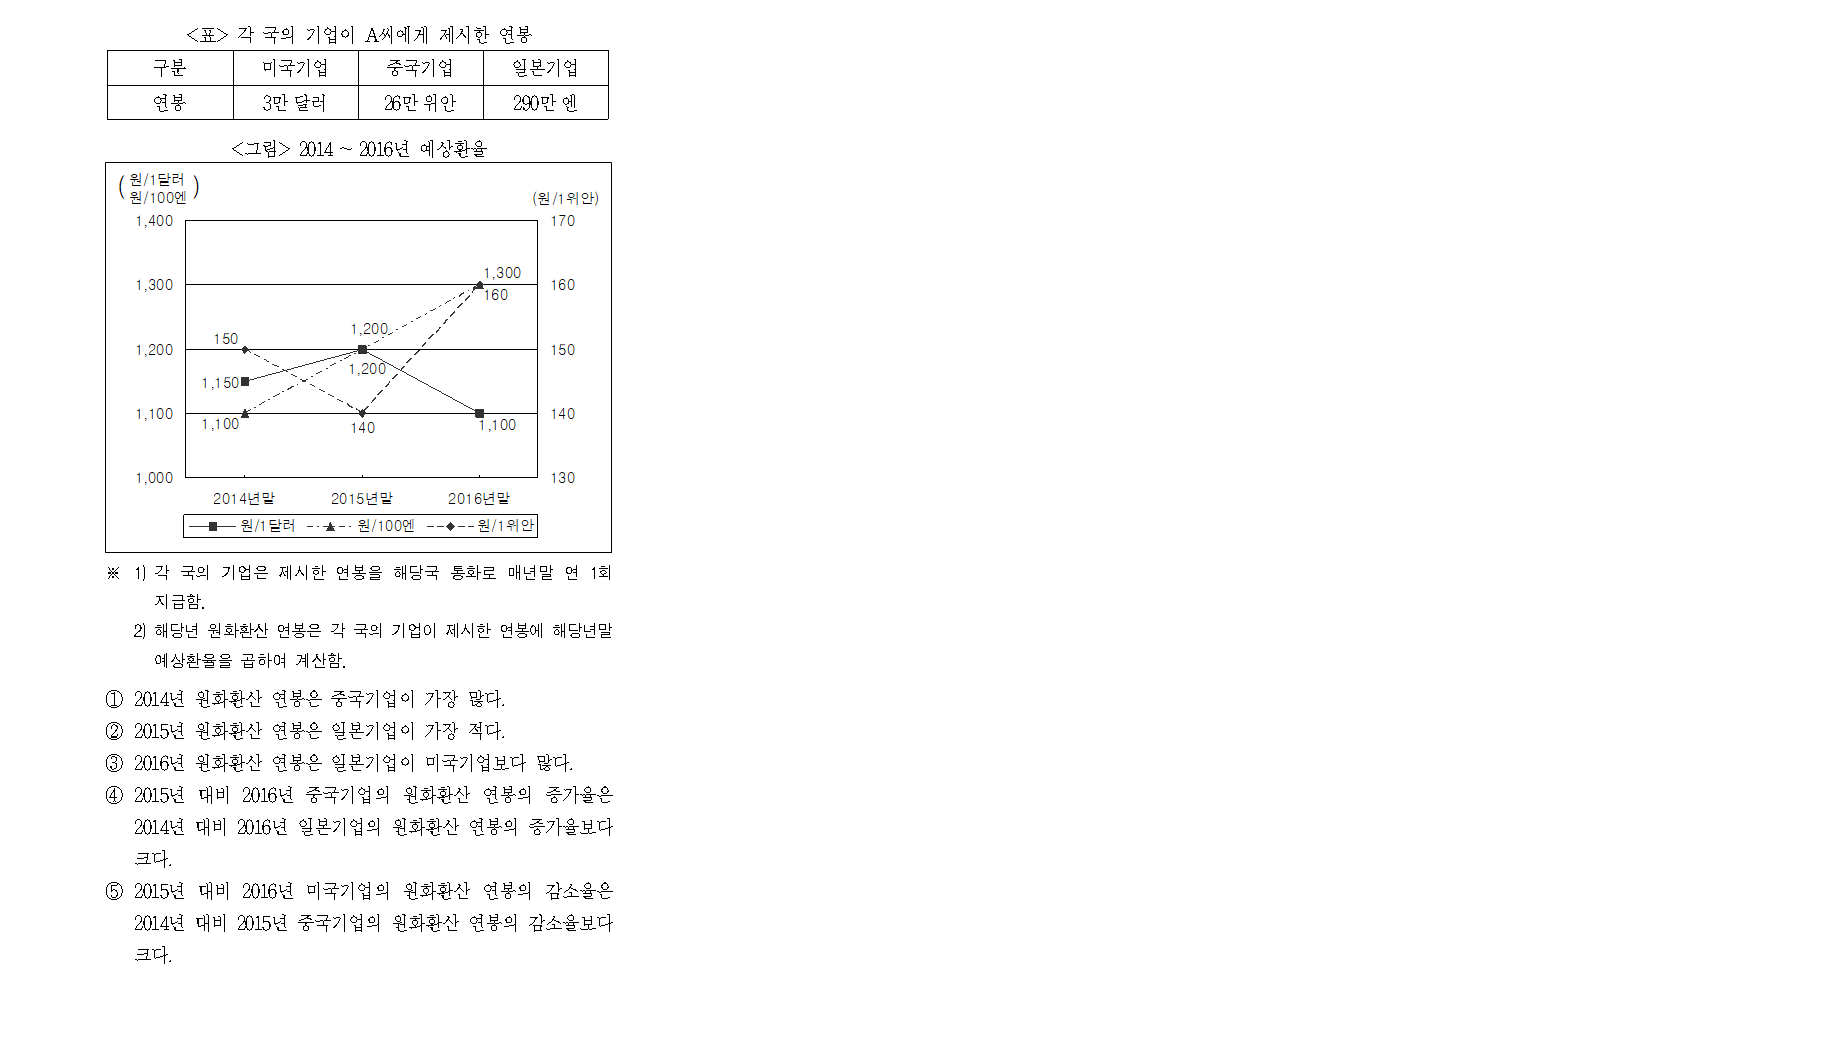 <표> 각 국의 기업이 A씨에게 제시한 연봉
구분 미국기업 중국기업 일본기업
연봉 3만 달러 26만 위안 290만 엔
<그림> 2014 ~ 2016년 예상환율
(원/1달러
원/100엔)
(원/1위안)
1,400 170
1,300
1,300 160
160
1,200
150
1,200 150
1,200
1,150
1,100 140
1,100 140 1,100
1,000 130
2014년말 2015년말 2016년말
원/1달러 원/100엔 원/1위안
※ 1) 각 국의 기업은 제시한 연봉을 해당국 통화로 매년말 연 1회
지급함.
2) 해당년 원화환산 연봉은 각 국의 기업이 제시한 연봉에 해당년말
예상환율을 곱하여 계산함.
① 2014년 원화환산 연봉은 중국기업이 가장 많다.
② 2015년 원화환산 연봉은 일본기업이 가장 적다.
③ 2016년 원화환산 연봉은 일본기업이 미국기업보다 많다.
④ 2015년 대비 2016년 중국기업의 원화환산 연봉의 증가율은
2014년 대비 2016년 일본기업의 원화환산 연봉의 증가율보다
크다.
⑤ 2015년 대비 2016년 미국기업의 원화환산 연봉의 감소율은
2014년 대비 2015년 중국기업의 원화환산 연봉의 감소율보다
크다.